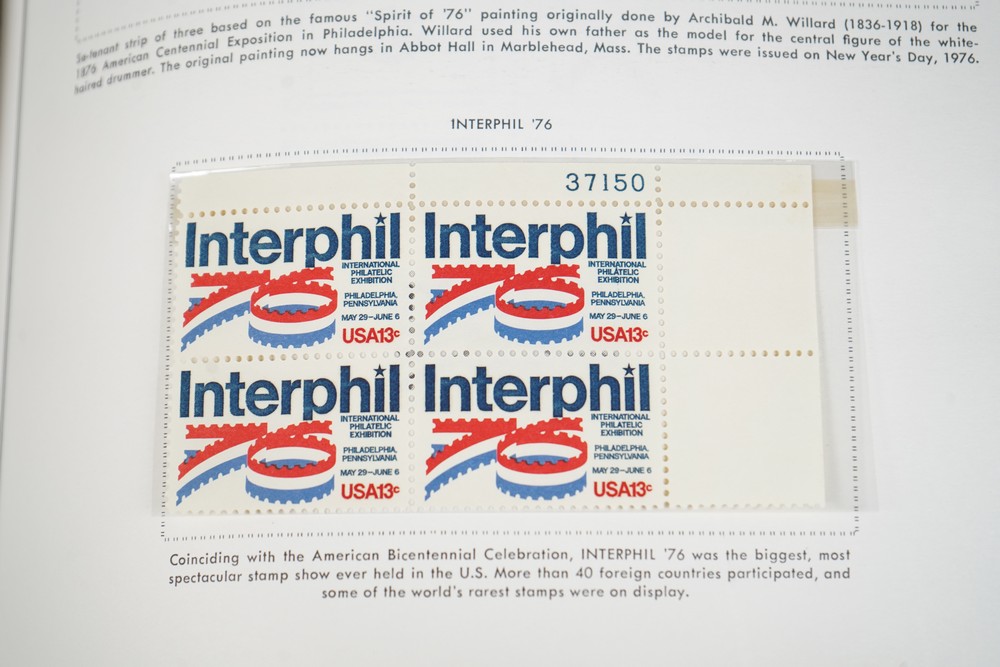 Se-tenant strip of three based on the famous "Spirit of '76" painting originally done by Archibald M. Willard (1836-1918) for the
1876 American Centennial Exposition in Philadelphia. Willard used his own father as the model for the central figure of the white-
haired drummer. The original painting now hangs in Abbot Hall in Marblehead, Mass. The stamps were issued on New Year's Day, 1976.
1NTERPHIL '76
37150
Interphil
76
INTERNATIONAL
PHILATELIC
EXHIBITION
PHILADELPHIA,
PENNSYLVANIA
MAY 29-JUNE 6
USA13c
Interphil
76
INTERNATIONAL
PHILATELIC
EXHIBITION
PHILADELPHIA,
PENNSYLVANIA
MAY 29-JUNE 6
USA13c
Interphil
76
INTERNATIONAL
PHILATELIC
EXHIBITION
PHILADELPHIA,
PENNSYLVANIA
MAY 29-JUNE 6
USA13c
Interphil
76
INTERNATIONAL
PHILATELIC
EXHIBITION
PHILADELPHIA,
PENNSYLVANIA
MAY 29-JUNE 6
USA13c
Coinciding with the American Bicentennial Celebration, INTERPHIL '76 was the biggest, most
spectacular stamp show ever held in the U.S. More than 40 foreign countries participated, and
some of the world's rarest stamps were on display.